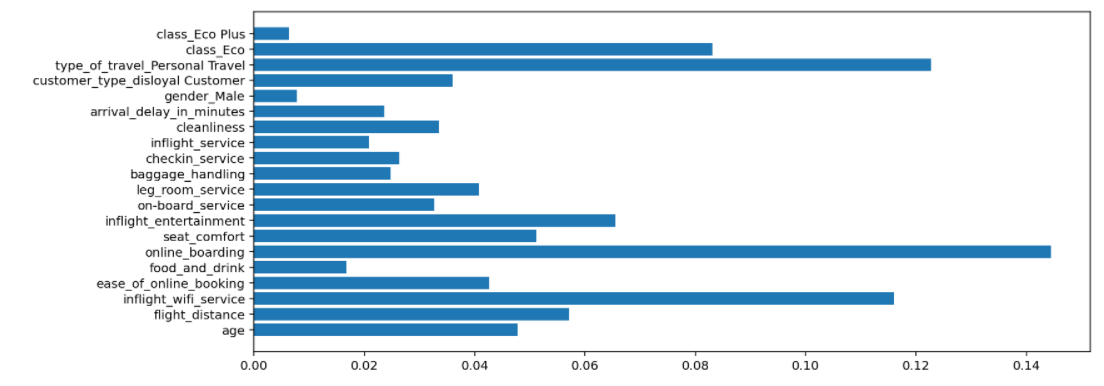 class_Eco Plus
class_Eco
type_of_travel_Personal Travel
customer_type_disloyal Customer
gender_Male
arrival_delay_in_minutes
cleanliness
inflight_service
checkin_service
baggage_handling
leg_room_service
on-board_service
inflight_entertainment
seat_comfort
online_boarding
food_and_drink
ease_of_online_booking
inflight_wifi_service
flight_distance
age
0.00 0.02 0.04 0.06 0.08 0.10 0.12 0.14